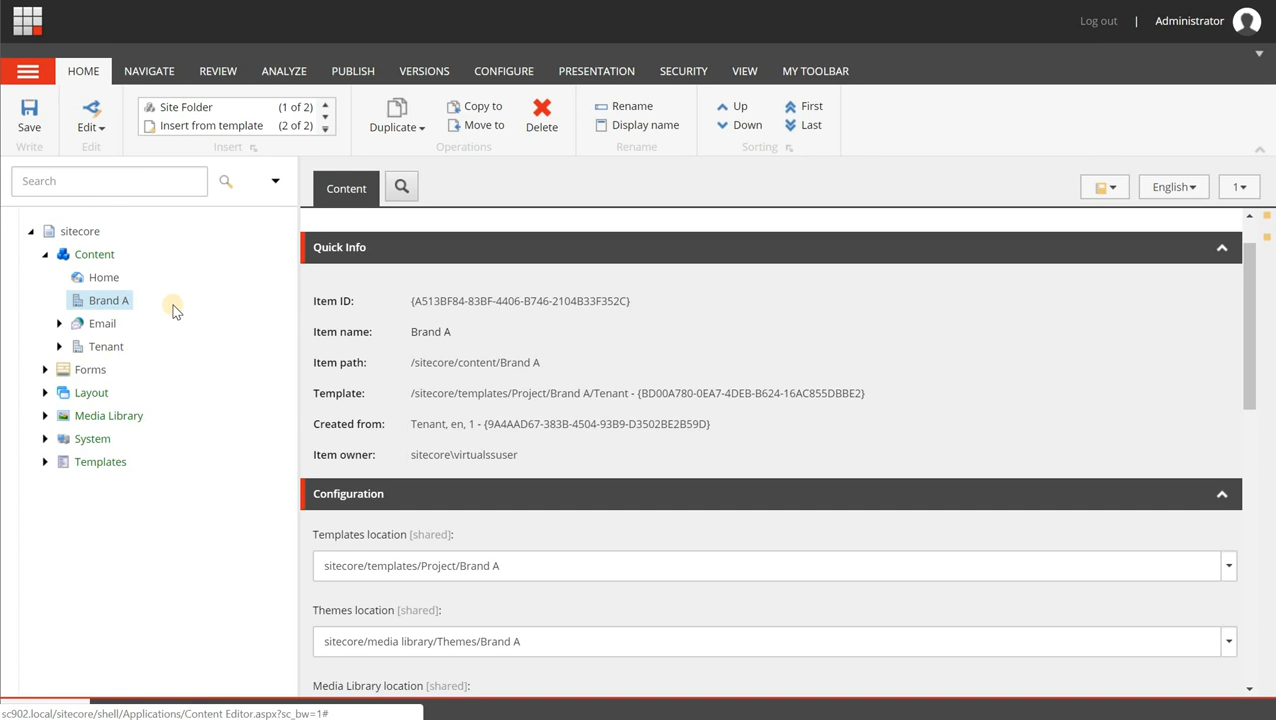 Log out | Administrator
HOME NAVIGATE REVIEW ANALYZE PUBLISH VERSIONS CONFIGURE PRESENTATION SECURITY VIEW MY TOOLBAR
Site Folder (1 of 2)
Insert from template (2 of 2)
Save
Write
Edit
Edit
Insert
Duplicate
Copy to
Move to
Delete
Operations
Rename
Display name
Rename
Up
Down
First
Last
Sorting
Search
sitecore
Content
Home
Brand A
Email
Tenant
Forms
Layout
Media Library
System
Templates
Content
English
1
Quick Info
Item ID: {A513BF84-83BF-4406-B746-2104B33F352C}
Item name: Brand A
Item path: /sitecore/content/Brand A
Template: /sitecore/templates/Project/Brand A/Tenant - {BD00A780-0EA7-4DEB-B624-16AC855DBBE2}
Created from: Tenant, en, 1 - {9A4AAD67-383B-4504-93B9-D3502BE2B59D}
Item owner: sitecore\virtualssuser
Configuration
Templates location [shared]:
sitecore/templates/Project/Brand A
Themes location [shared]:
sitecore/media library/Themes/Brand A
Media Library location [shared]:
sc902.local/sitecore/shell/Applications/Content Editor.aspx?sc_bw=1#